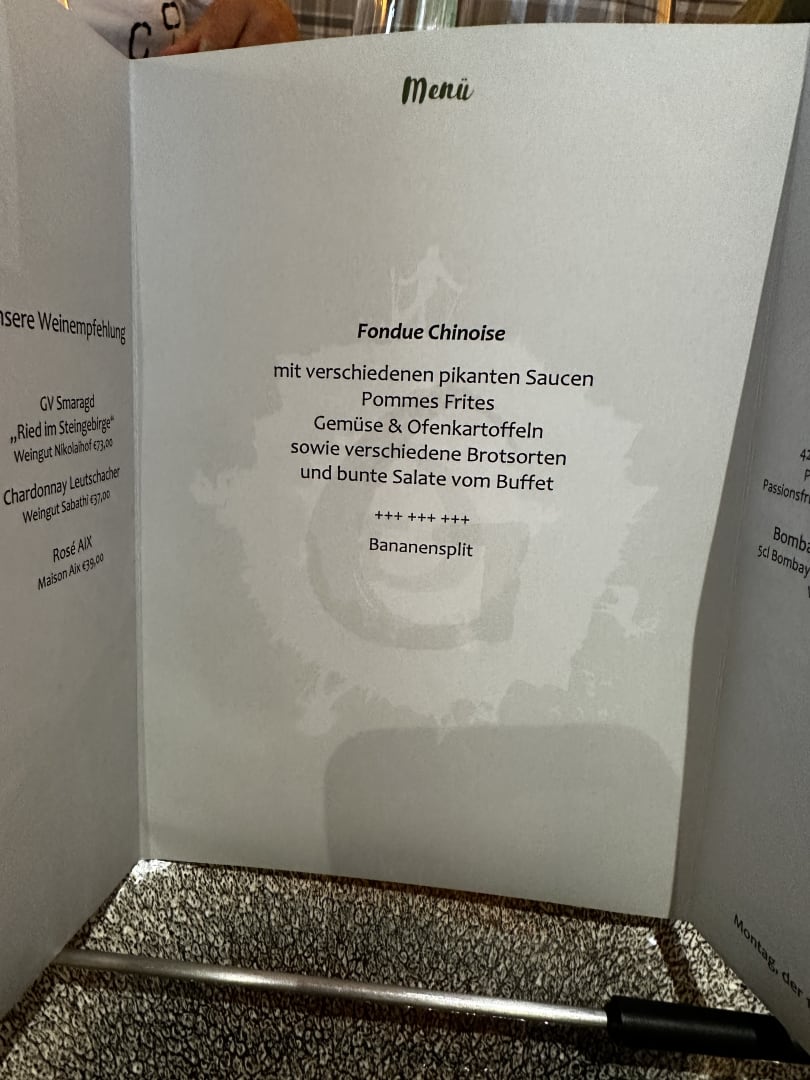 Menü
Fondue Chinoise
mit verschiedenen pikanten Saucen
Pommes Frites
Gemüse & Ofenkartoffeln
sowie verschiedene Brotsorten
und bunte Salate vom Buffet
+++ +++ +++
Bananensplit
nsere Weinempfehlung
GV Smaragd
„Ried im Steingebirge“
Weingut Nikolaihof €73,00
Chardonnay Leutschacher
Weingut Sabathi €37,00
Rosé AIX
Maison Aix €39,00
42
P
Passionsfr
Bomba
5cl Bombay
Montag, der
C O
G